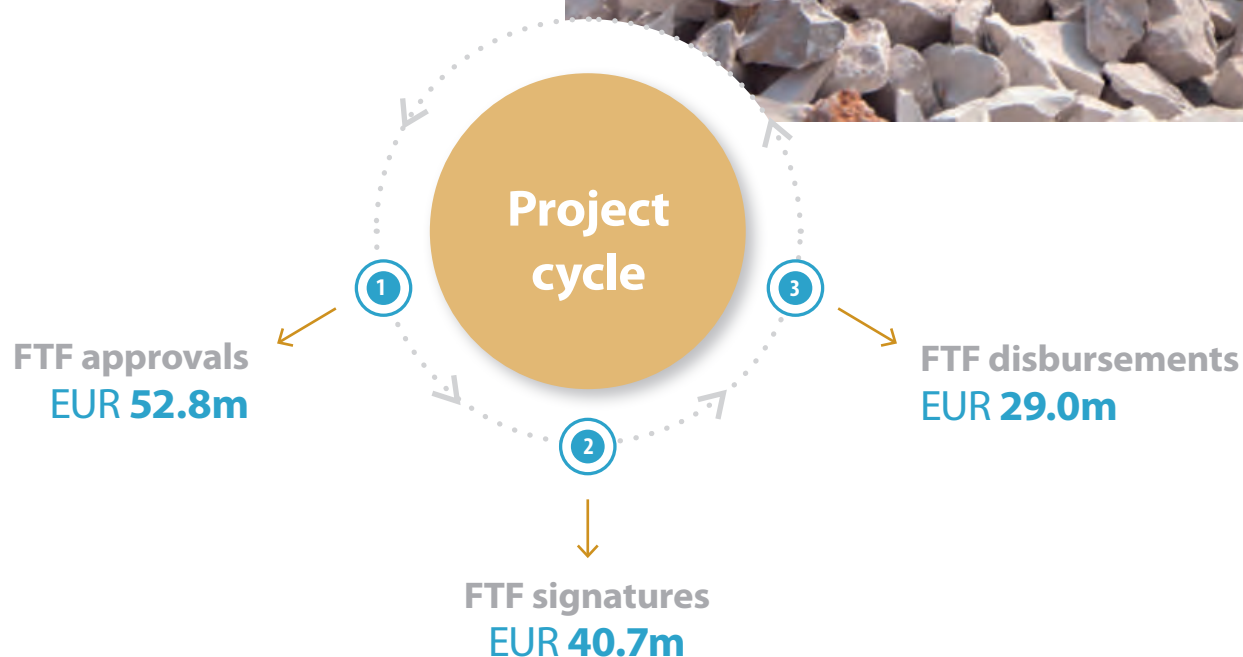 Project
cycle
1
FTF approvals
EUR 52.8m
2
FTF signatures
EUR 40.7m
3
FTF disbursements
EUR 29.0m